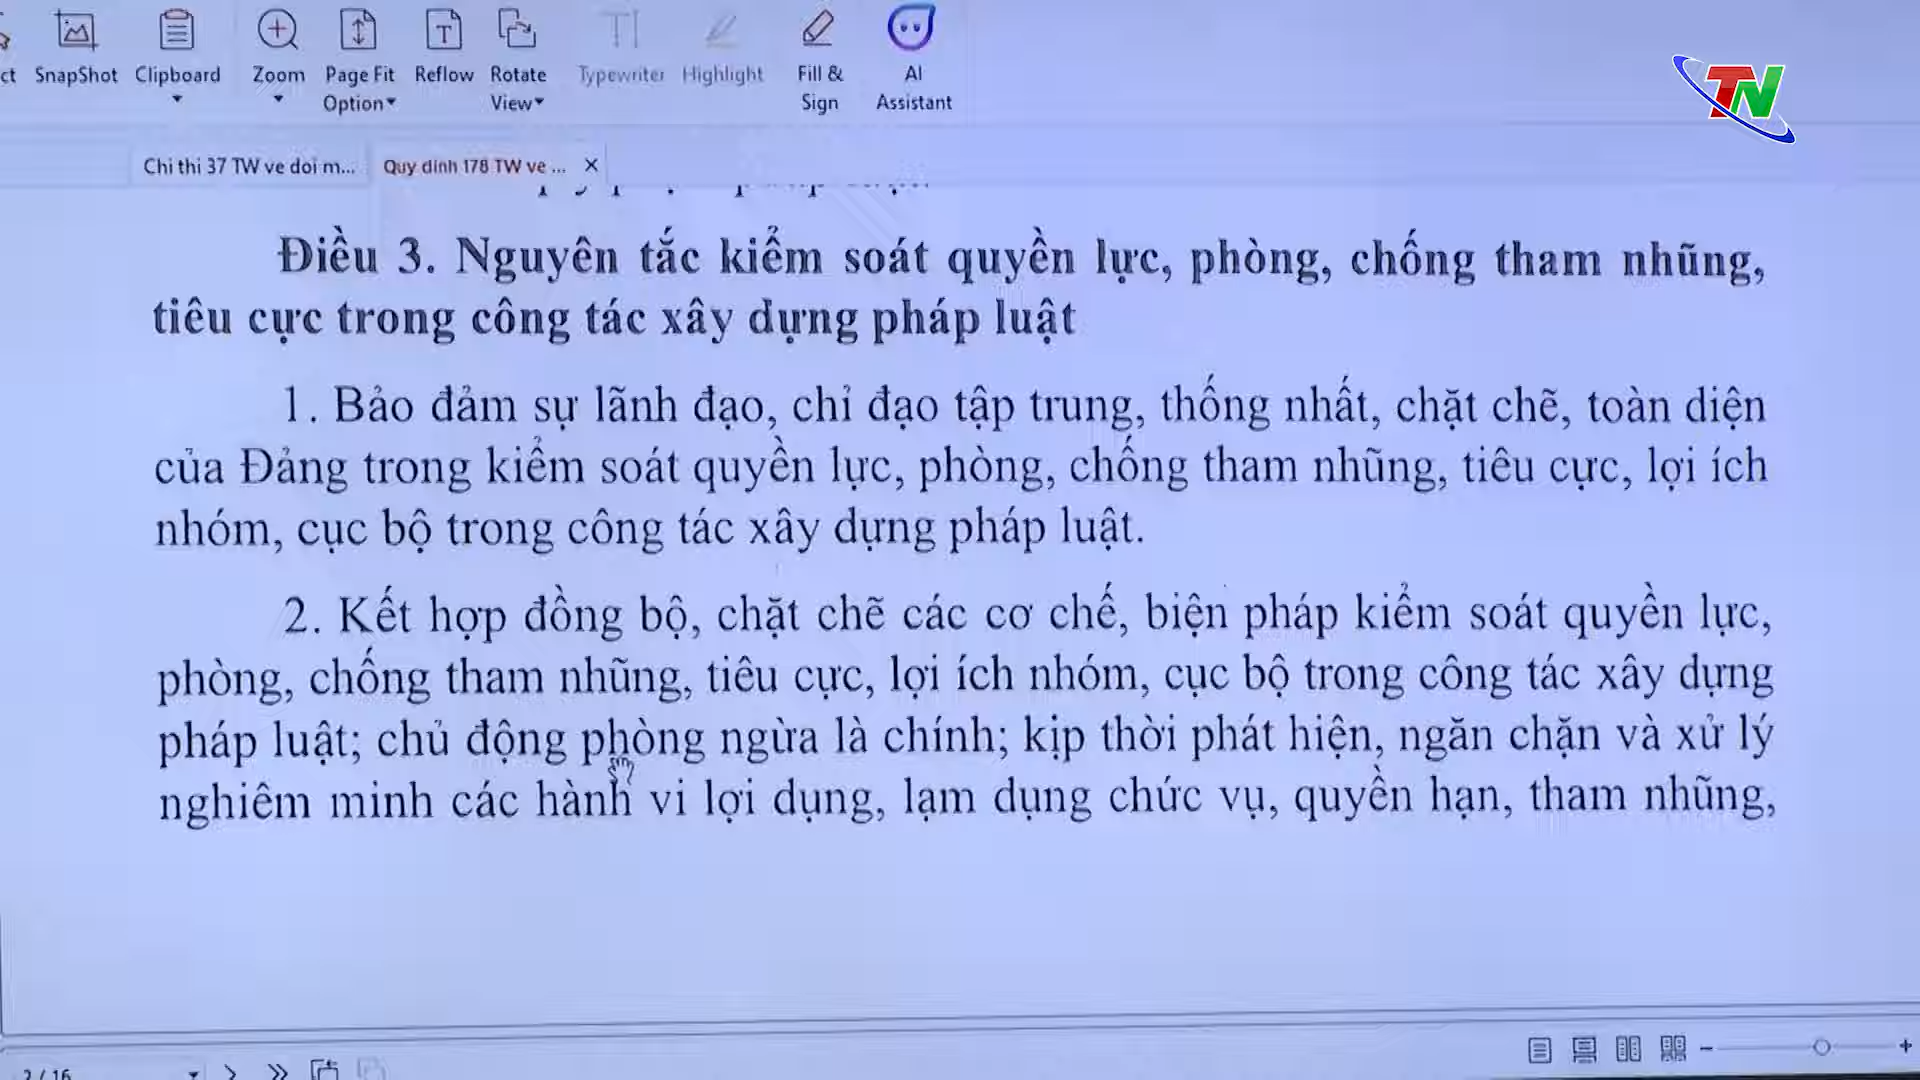 SnapShot Clipboard Zoom Page Fit Option Reflow Rotate View Typewriter Highlight Fill & Sign AI Assistant
TN
Chi thi 37 TW ve doi m... Quy dinh 178 TW ve ...
Điều 3. Nguyên tắc kiểm soát quyền lực, phòng, chống tham nhũng,
tiêu cực trong công tác xây dựng pháp luật
1. Bảo đảm sự lãnh đạo, chỉ đạo tập trung, thống nhất, chặt chẽ, toàn diện
của Đảng trong kiểm soát quyền lực, phòng, chống tham nhũng, tiêu cực, lợi ích
nhóm, cục bộ trong công tác xây dựng pháp luật.
2. Kết hợp đồng bộ, chặt chẽ các cơ chế, biện pháp kiểm soát quyền lực,
phòng, chống tham nhũng, tiêu cực, lợi ích nhóm, cục bộ trong công tác xây dựng
pháp luật; chủ động phòng ngừa là chính; kịp thời phát hiện, ngăn chặn và xử lý
nghiêm minh các hành vi lợi dụng, lạm dụng chức vụ, quyền hạn, tham nhũng,